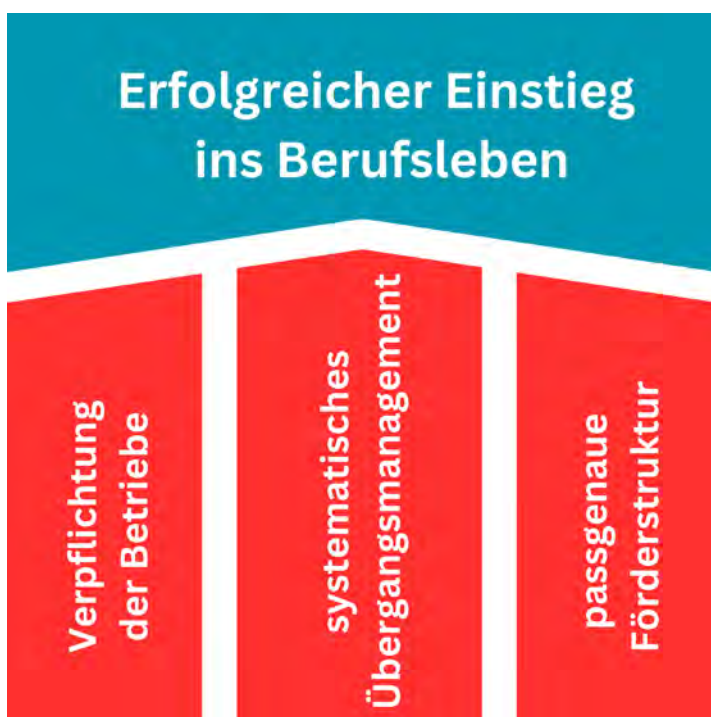 Erfolgreicher Einstieg
ins Berufsleben
Verpflichtung
der Betriebe
systematisches
Übergangsmanagement
passgenaue
Förderstruktur